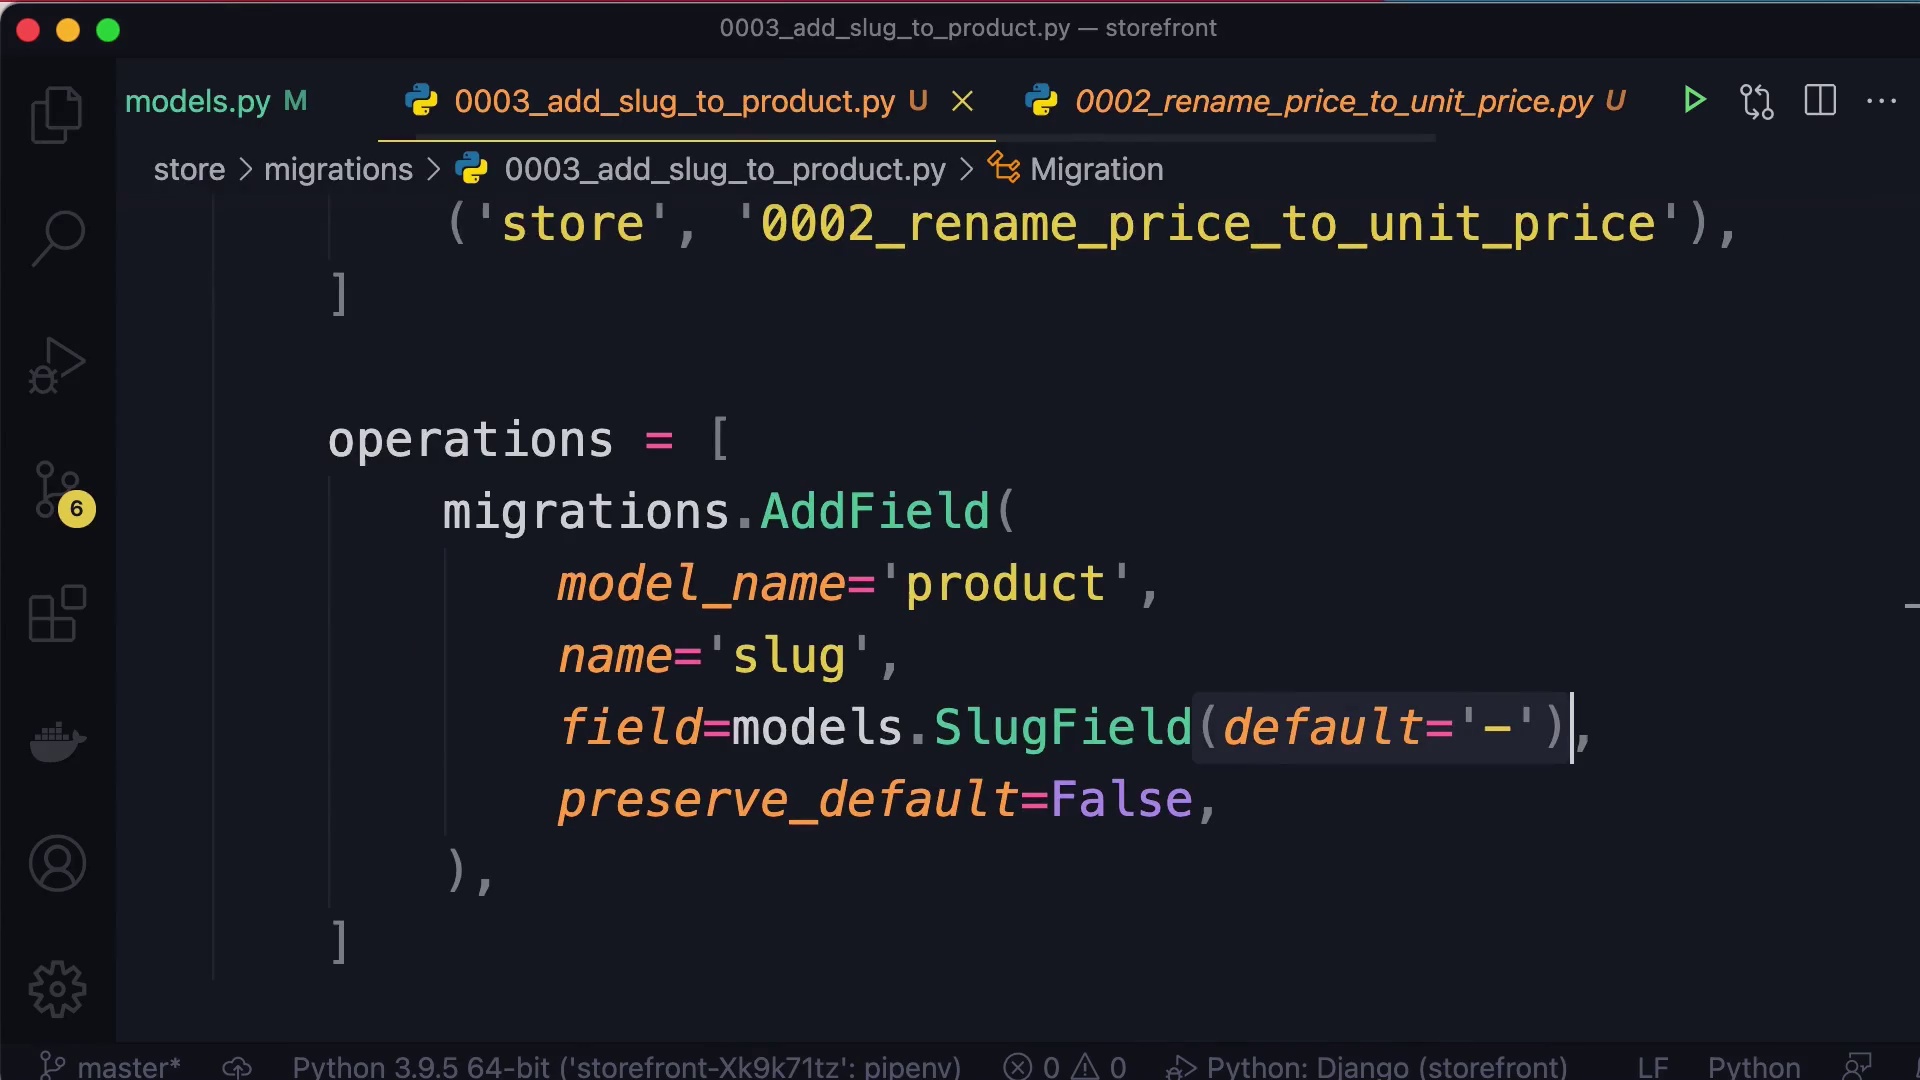 0003_add_slug_to_product.py — storefront
models.py M 0003_add_slug_to_product.py U 0002_rename_price_to_unit_price.py U
store > migrations > 0003_add_slug_to_product.py > Migration
('store', '0002_rename_price_to_unit_price'),
]
operations = [
migrations.AddField(
model_name='product',
name='slug',
field=models.SlugField(default='-'),
preserve_default=False,
),
]
6
master* Python 3.9.5 64-bit ('storefront-Xk9k71tz': pipenv) 0 0 Python: Django (storefront) LF Python